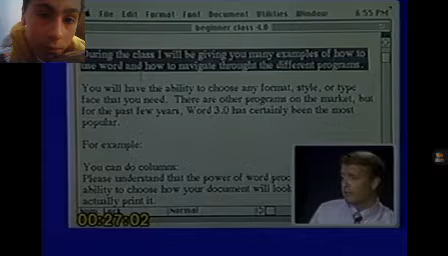 File Edit Format Font Document Utilities Window 6:55 PM
beginner class 4.0
During the class I will be giving you many examples of how to
use word and how to navigate throught the different programs.
You will have the ability to choose any format, style, or type
face that you need. There are other programs on the market, but
for the past few years, Word 3.0 has certainly been the most
popular.
For example:
You can do columns:
Please understand that the power of word proc
ability to choose how your document will look
actually print it.
Num. Lock Normal
00:27:02